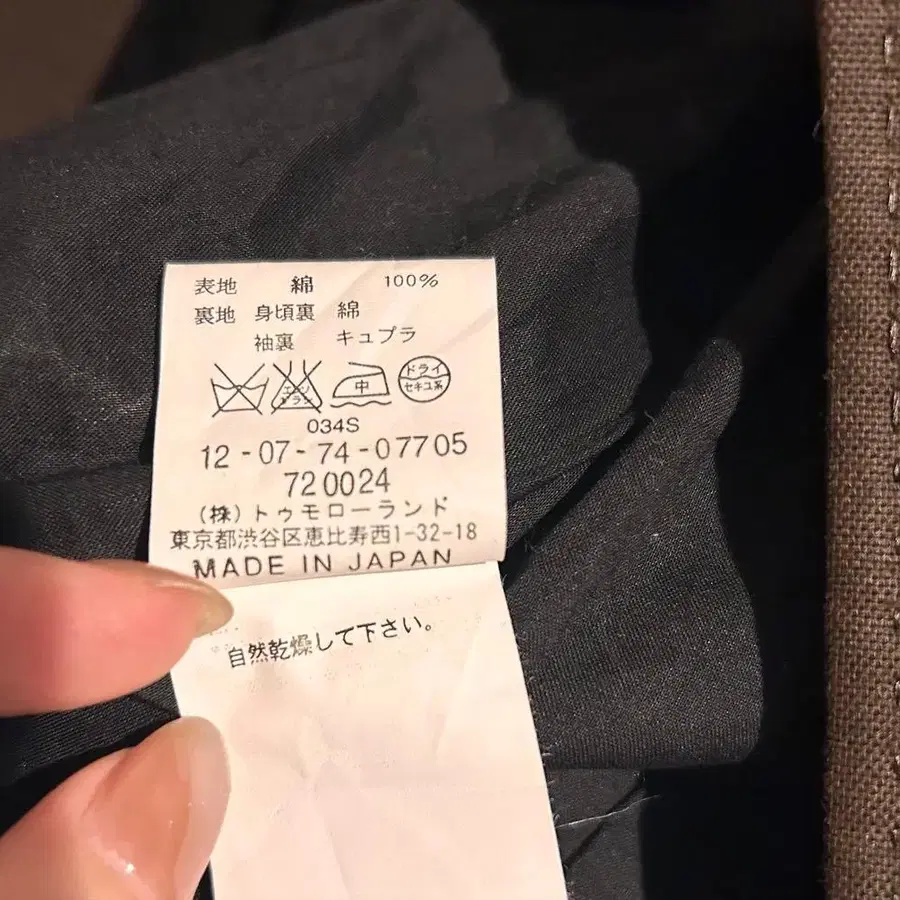 表地 綿 100%
裏地 身頃裏 綿
袖裏 キュプラ
中 ドライ
セキユ系
034S
12-07-74-07705
720024
(株)トゥモローランド
東京都渋谷区恵比寿西1-32-18
MADE IN JAPAN
自然乾燥して下さい。